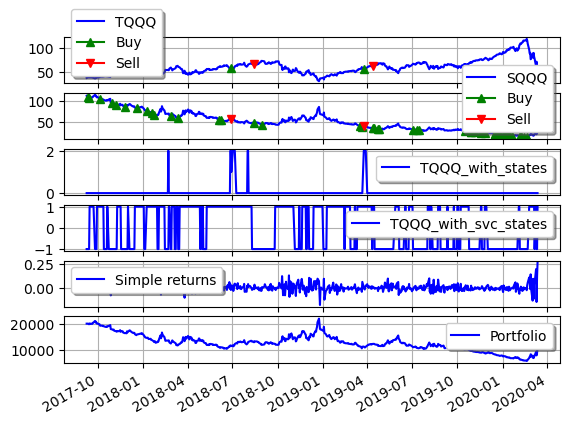 TQQQ
Buy
Sell
100
50
SQQQ
Buy
Sell
100
50
2
TQQQ_with_states
0
1
TQQQ_with_svc_states
0
−1
0.25
Simple returns
0.00
20000
Portfolio
10000
2017-10 2018-01 2018-04 2018-07 2018-10 2019-01 2019-04 2019-07 2019-10 2020-01 2020-04